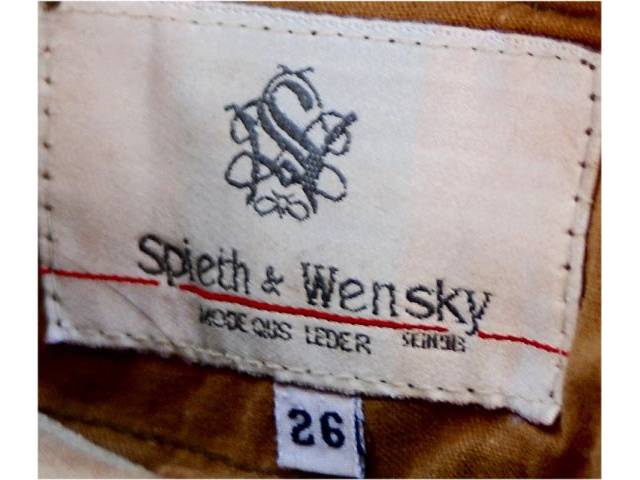 Spieth & Wensky
MODE AUS LEDER
26